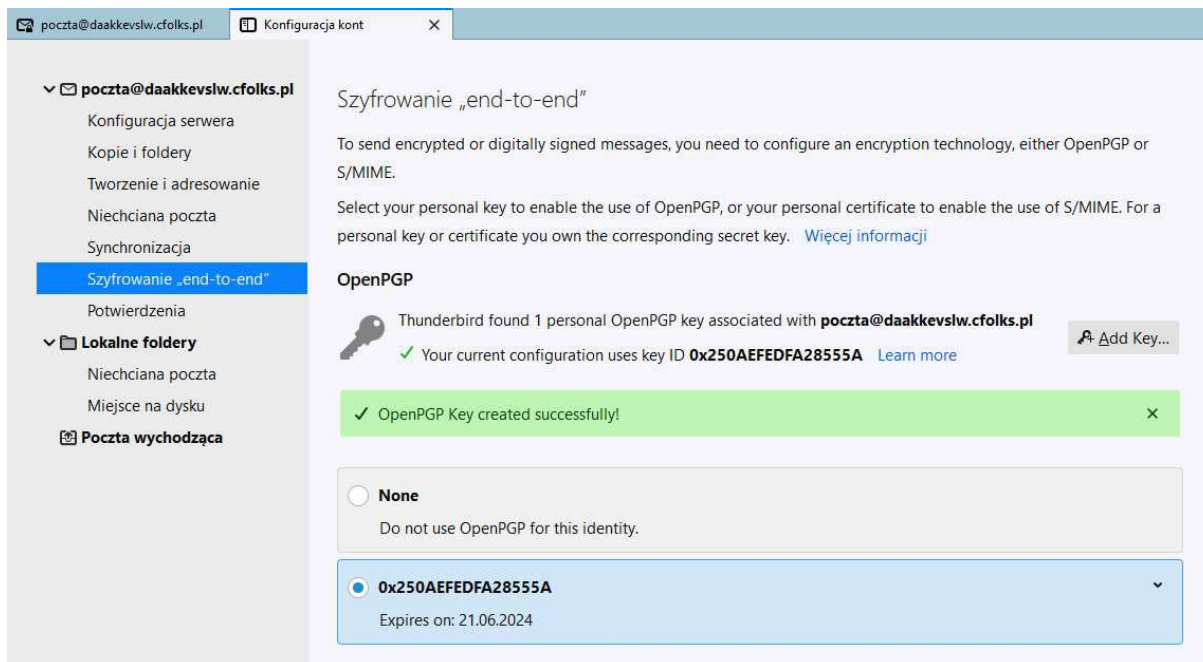 poczta@daakkevslw.cfolks.pl
Konfiguracja kont
poczta@daakkevslw.cfolks.pl
Konfiguracja serwera
Kopie i foldery
Tworzenie i adresowanie
Niechciana poczta
Synchronizacja
Szyfrowanie „end-to-end”
Potwierdzenia
Lokalne foldery
Niechciana poczta
Miejsce na dysku
Poczta wychodząca
Szyfrowanie „end-to-end”
To send encrypted or digitally signed messages, you need to configure an encryption technology, either OpenPGP or
S/MIME.
Select your personal key to enable the use of OpenPGP, or your personal certificate to enable the use of S/MIME. For a
personal key or certificate you own the corresponding secret key. Więcej informacji
OpenPGP
Thunderbird found 1 personal OpenPGP key associated with poczta@daakkevslw.cfolks.pl
Your current configuration uses key ID 0x250AEFEDFA28555A Learn more
Add Key...
OpenPGP Key created successfully!
None
Do not use OpenPGP for this identity.
0x250AEFEDFA28555A
Expires on: 21.06.2024